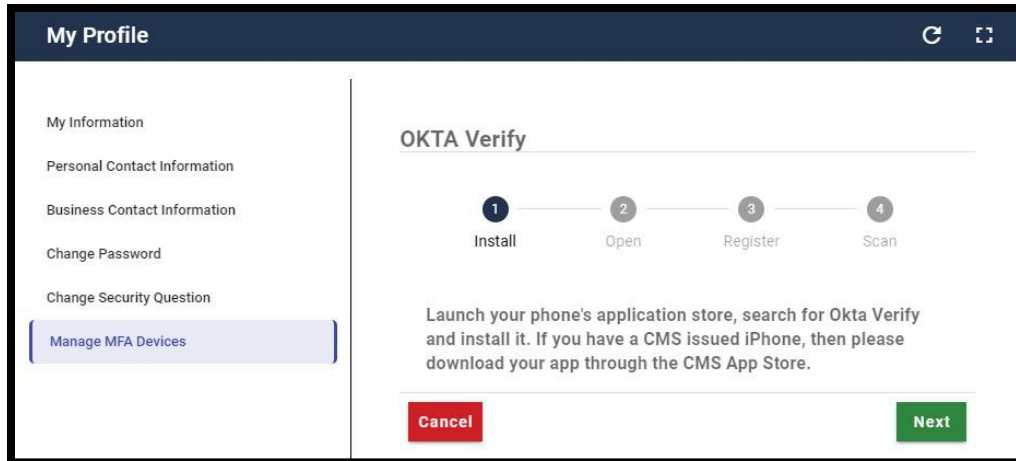 My Profile
My Information
Personal Contact Information
Business Contact Information
Change Password
Change Security Question
Manage MFA Devices
OKTA Verify
1 2 3 4
Install Open Register Scan
Launch your phone's application store, search for Okta Verify
and install it. If you have a CMS issued iPhone, then please
download your app through the CMS App Store.
Cancel Next